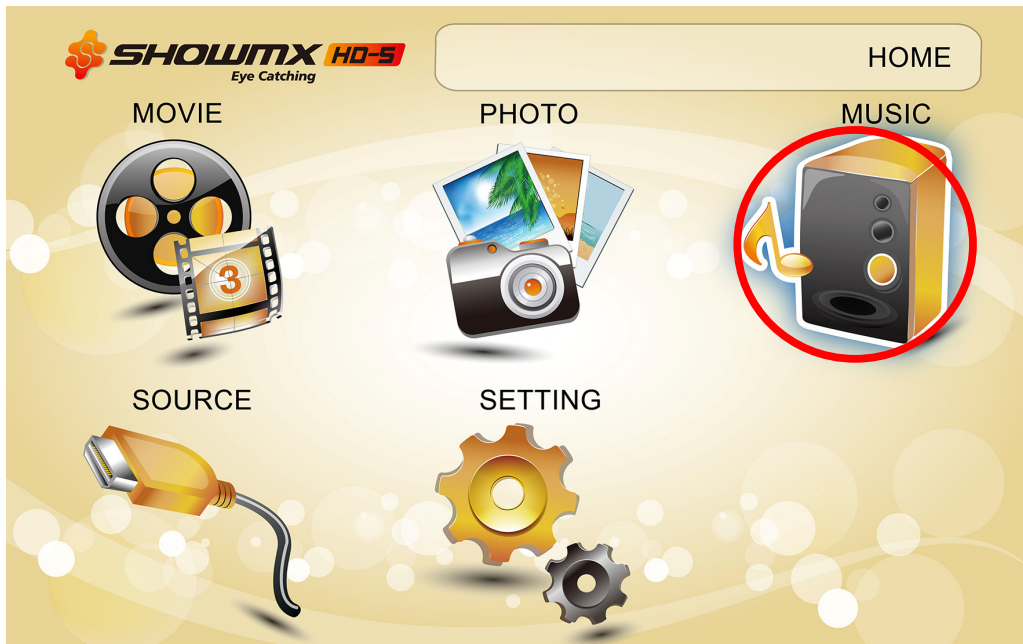 SHOWMX HD-5
Eye Catching
HOME
MOVIE
PHOTO
MUSIC
3
SOURCE
SETTING